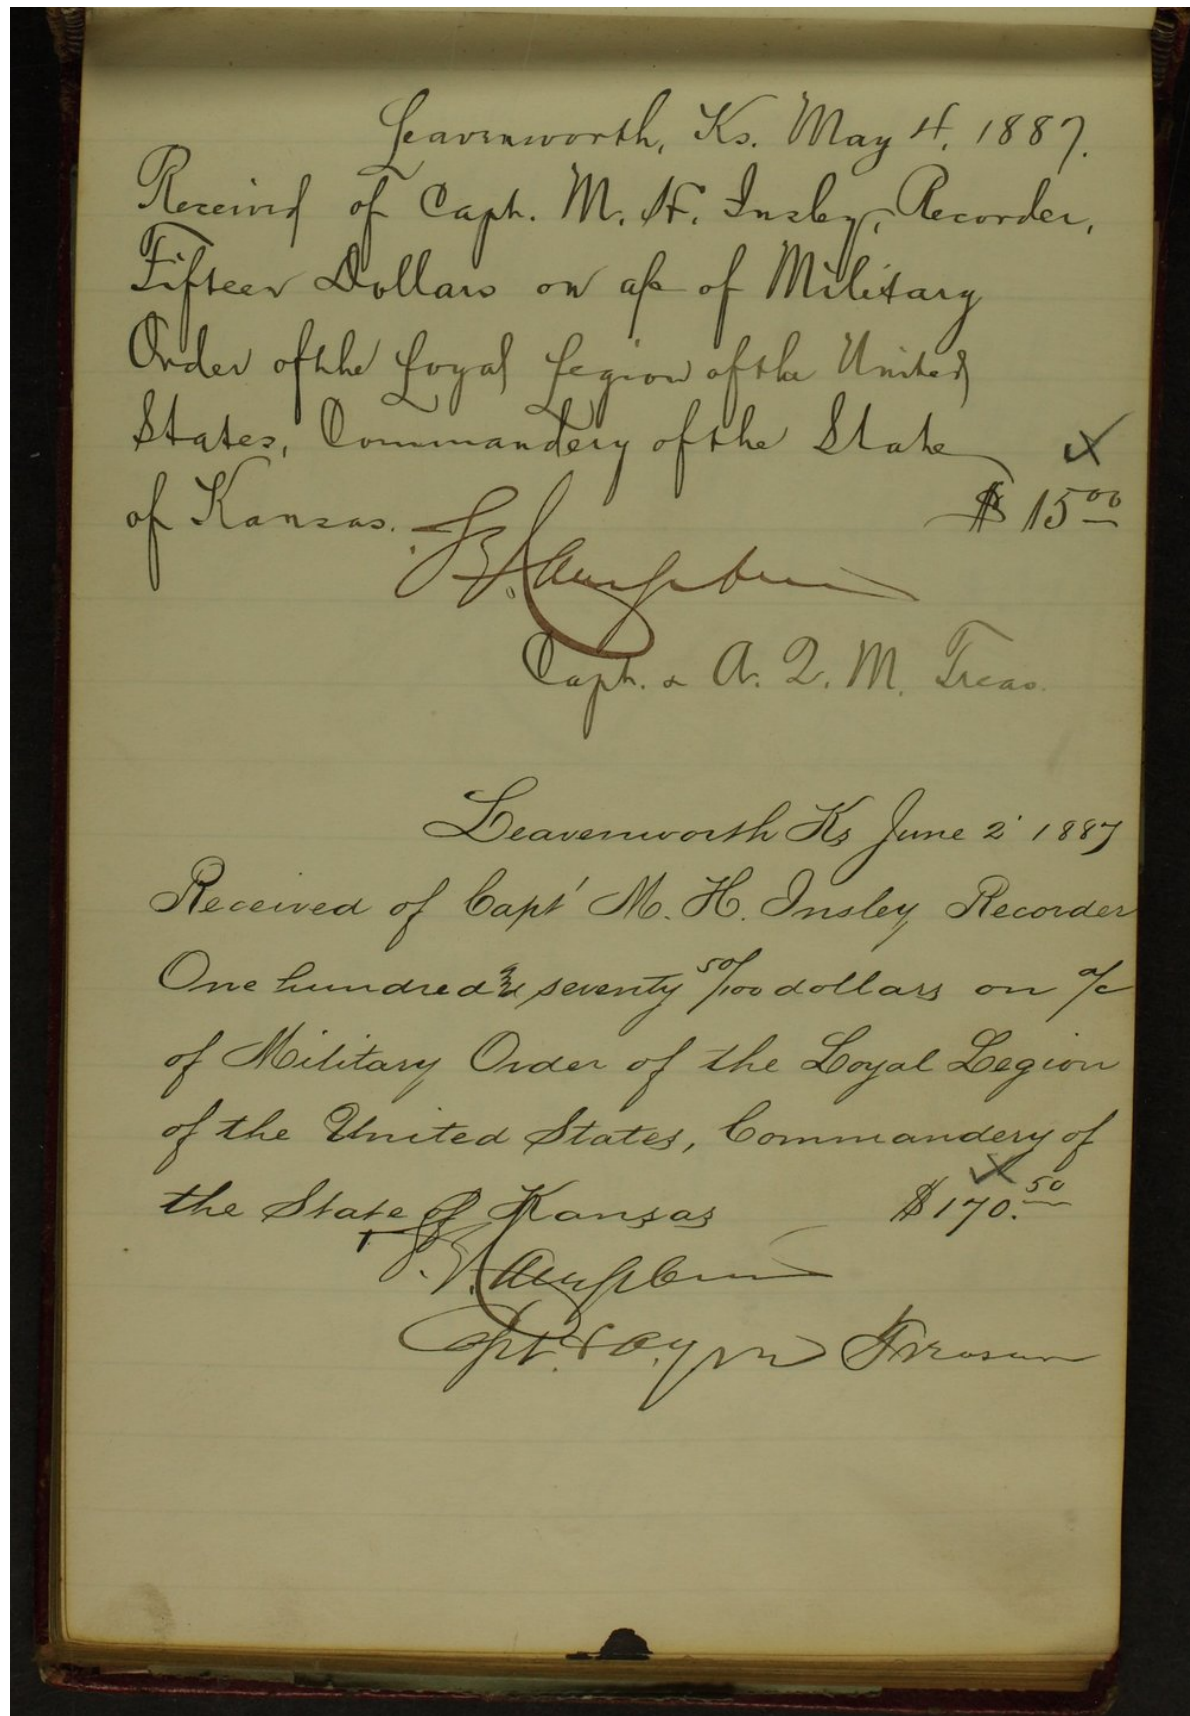 Leavenworth, Ks. May 4, 1887.
Received of Capt. M. H. Insley, Recorder,
Fifteen Dollars on a/c of Military
Order of the Loyal Legion of the United
States, Commandery of the State
of Kansas. $ 15 00
Capt. & A. Q. M. Treas.
Leavenworth Ks June 2 1887
Received of Capt M. H. Insley, Recorder
One hundred & seventy 50/100 dollars on a/c
of Military Order of the Loyal Legion
of the United States, Commandery of
the State of Kansas $170. 50
Capt. & A. Q. M.